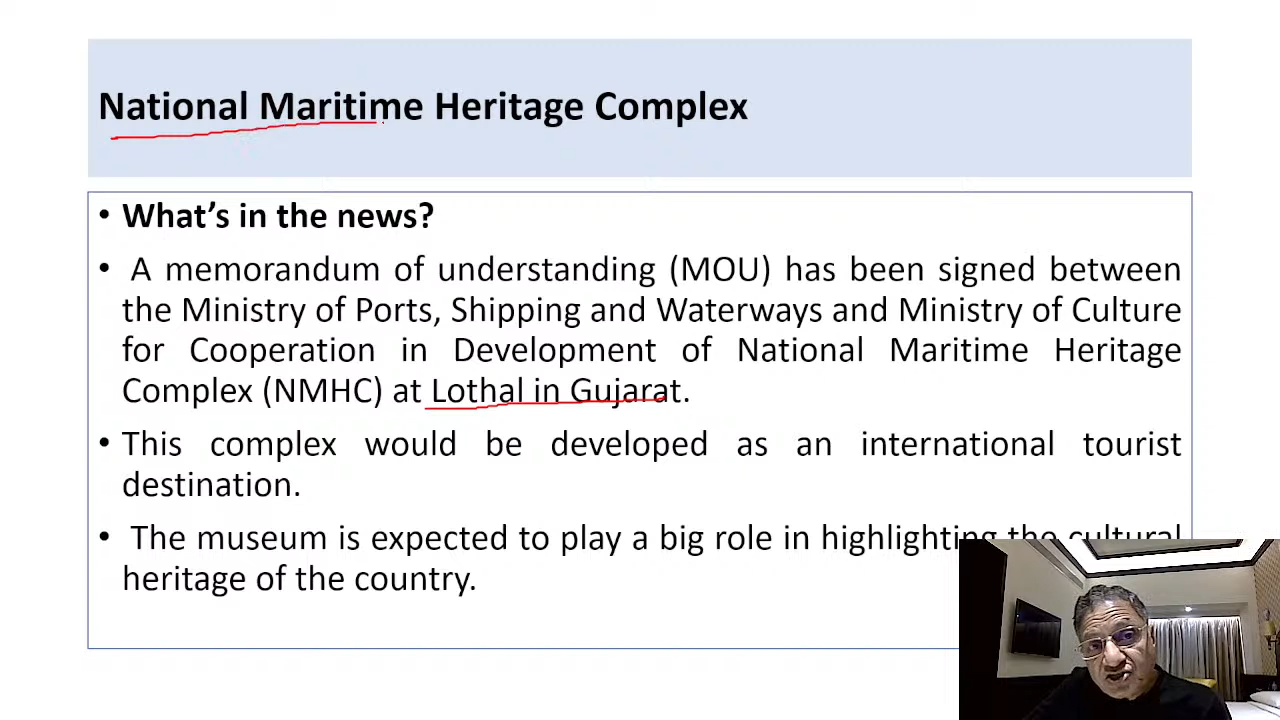 National Maritime Heritage Complex
• What's in the news?
• A memorandum of understanding (MOU) has been signed between
the Ministry of Ports, Shipping and Waterways and Ministry of Culture
for Cooperation in Development of National Maritime Heritage
Complex (NMHC) at Lothal in Gujarat.
• This complex would be developed as an international tourist
destination.
• The museum is expected to play a big role in highlighting the cultural
heritage of the country.